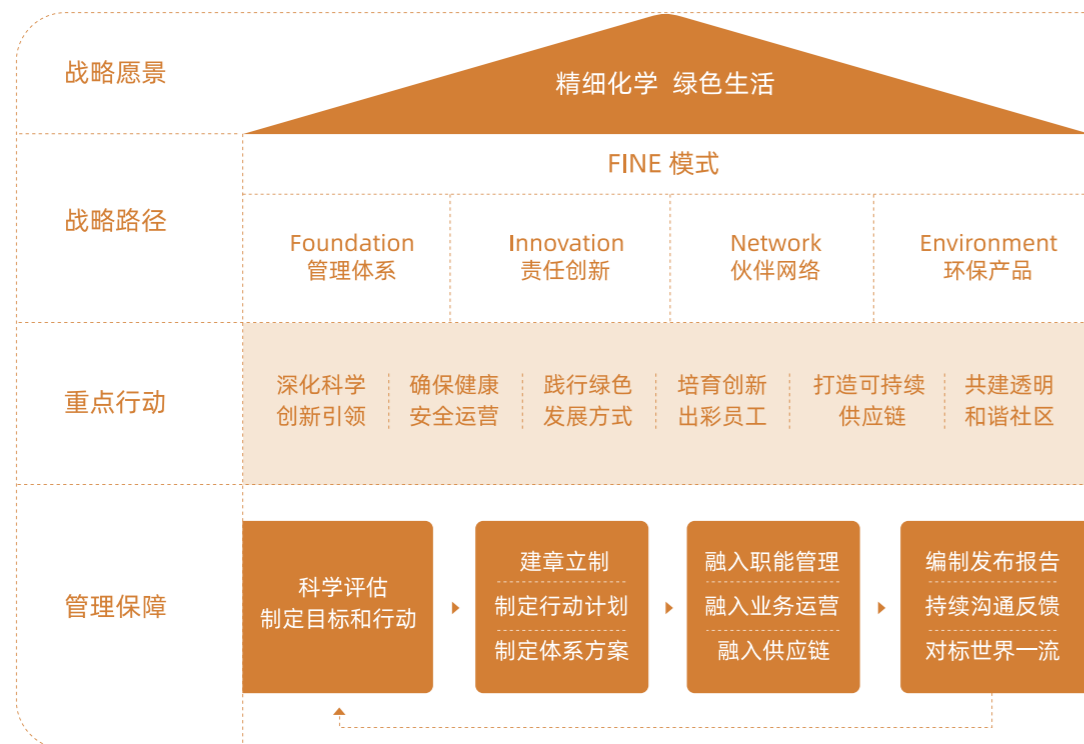 战略愿景
精细化学 绿色生活
战略路径
FINE 模式
Foundation
管理体系
Innovation
责任创新
Network
伙伴网络
Environment
环保产品
重点行动
深化科学
创新引领
确保健康
安全运营
践行绿色
发展方式
培育创新
出彩员工
打造可持续
供应链
共建透明
和谐社区
管理保障
科学评估
制定目标和行动
建章立制
制定行动计划
制定体系方案
融入职能管理
融入业务运营
融入供应链
编制发布报告
持续沟通反馈
对标世界一流